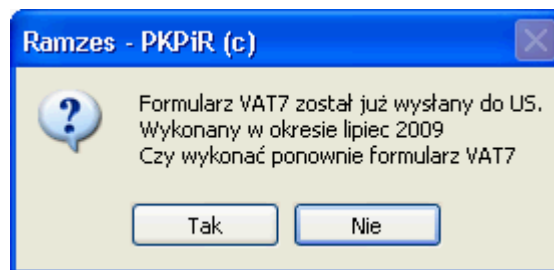 Ramzes - PKPiR (c)
Formularz VAT7 został już wysłany do US.
Wykonany w okresie lipiec 2009
Czy wykonać ponownie formularz VAT7
Tak
Nie